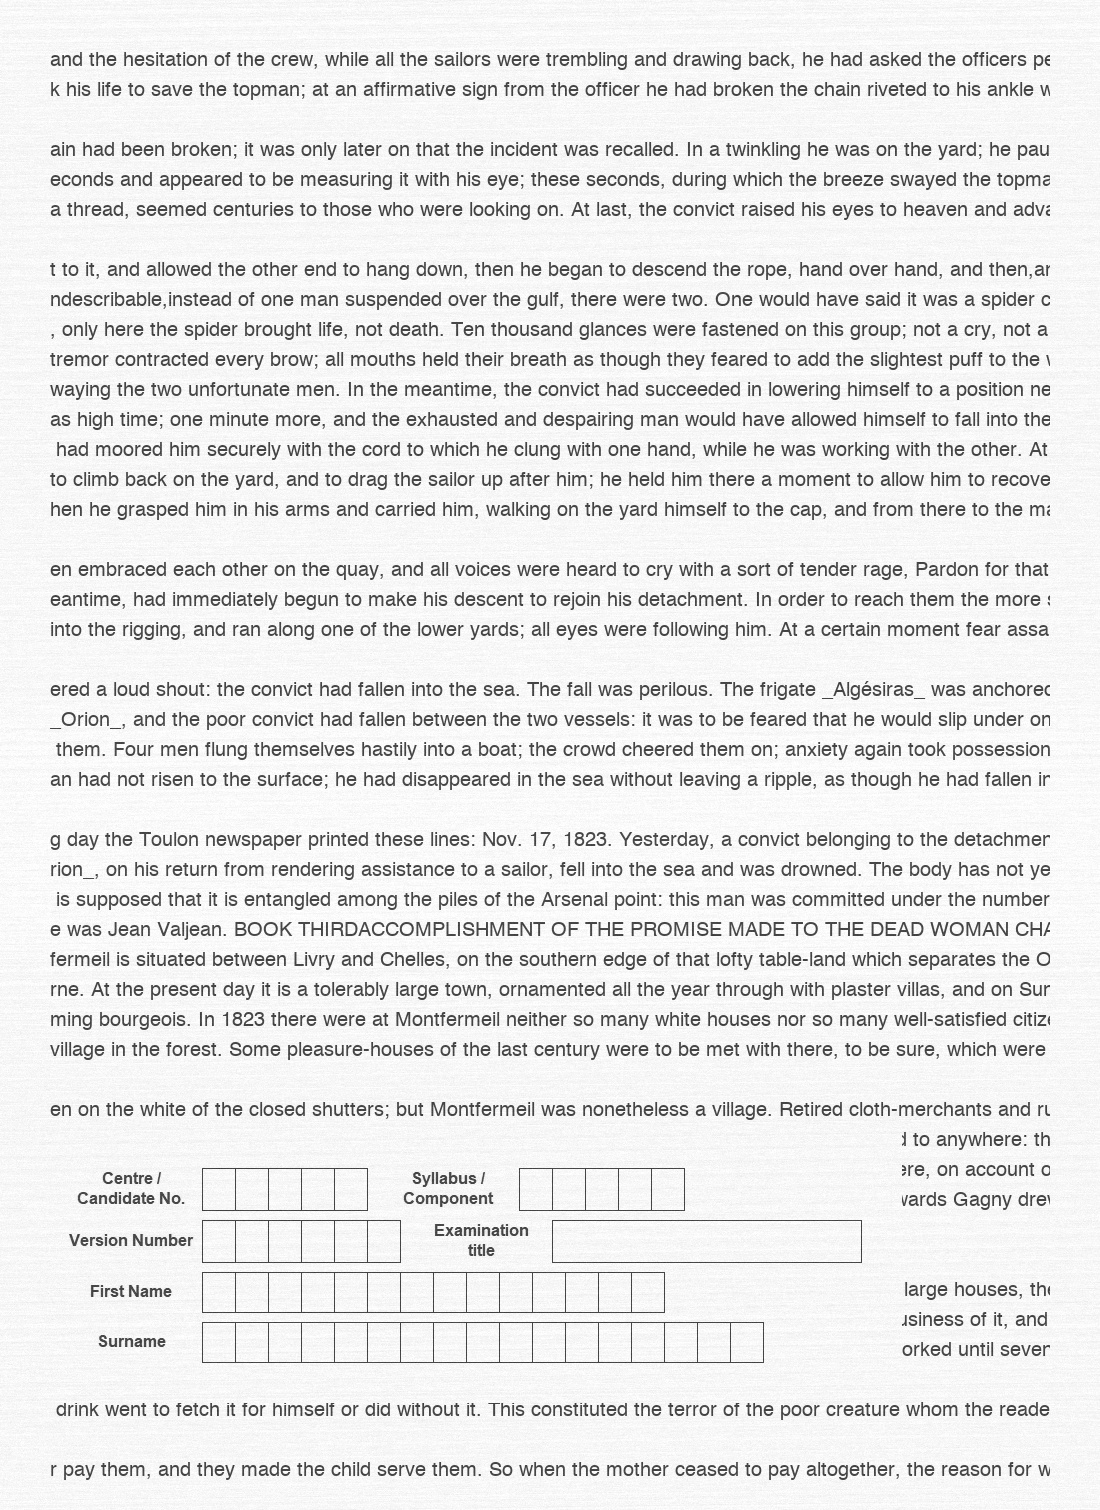 and the hesitation of the crew, while all the sailors were trembling and drawing back, he had asked the officers pe
k his life to save the topman; at an affirmative sign from the officer he had broken the chain riveted to his ankle w
ain had been broken; it was only later on that the incident was recalled. In a twinkling he was on the yard; he pau
econds and appeared to be measuring it with his eye; these seconds, during which the breeze swayed the topma
a thread, seemed centuries to those who were looking on. At last, the convict raised his eyes to heaven and adva
t to it, and allowed the other end to hang down, then he began to descend the rope, hand over hand, and then,ar
ndescribable,instead of one man suspended over the gulf, there were two. One would have said it was a spider c
, only here the spider brought life, not death. Ten thousand glances were fastened on this group; not a cry, not a
tremor contracted every brow; all mouths held their breath as though they feared to add the slightest puff to the w
waying the two unfortunate men. In the meantime, the convict had succeeded in lowering himself to a position ne
as high time; one minute more, and the exhausted and despairing man would have allowed himself to fall into the
had moored him securely with the cord to which he clung with one hand, while he was working with the other. At
to climb back on the yard, and to drag the sailor up after him; he held him there a moment to allow him to recove
hen he grasped him in his arms and carried him, walking on the yard himself to the cap, and from there to the ma
en embraced each other on the quay, and all voices were heard to cry with a sort of tender rage, Pardon for that
eantime, had immediately begun to make his descent to rejoin his detachment. In order to reach them the more s
into the rigging, and ran along one of the lower yards; all eyes were following him. At a certain moment fear assa
ered a loud shout: the convict had fallen into the sea. The fall was perilous. The frigate _Algésiras_ was anchored
_Orion_, and the poor convict had fallen between the two vessels: it was to be feared that he would slip under on
them. Four men flung themselves hastily into a boat; the crowd cheered them on; anxiety again took possession
an had not risen to the surface; he had disappeared in the sea without leaving a ripple, as though he had fallen in
g day the Toulon newspaper printed these lines: Nov. 17, 1823. Yesterday, a convict belonging to the detachmen
rion_, on his return from rendering assistance to a sailor, fell into the sea and was drowned. The body has not ye
is supposed that it is entangled among the piles of the Arsenal point: this man was committed under the number
e was Jean Valjean. BOOK THIRDACCOMPLISHMENT OF THE PROMISE MADE TO THE DEAD WOMAN CHA
fermeil is situated between Livry and Chelles, on the southern edge of that lofty table-land which separates the O
rne. At the present day it is a tolerably large town, ornamented all the year through with plaster villas, and on Sun
ming bourgeois. In 1823 there were at Montfermeil neither so many white houses nor so many well-satisfied citize
village in the forest. Some pleasure-houses of the last century were to be met with there, to be sure, which were
en on the white of the closed shutters; but Montfermeil was nonetheless a village. Retired cloth-merchants and ru
d to anywhere: th
ere, on account o
wards Gagny drew
large houses, the
usiness of it, and
orked until seven
Centre /
Candidate No.
Syllabus /
Component
Version Number
Examination
title
First Name
Surname
drink went to fetch it for himself or did without it. This constituted the terror of the poor creature whom the reade
r pay them, and they made the child serve them. So when the mother ceased to pay altogether, the reason for w